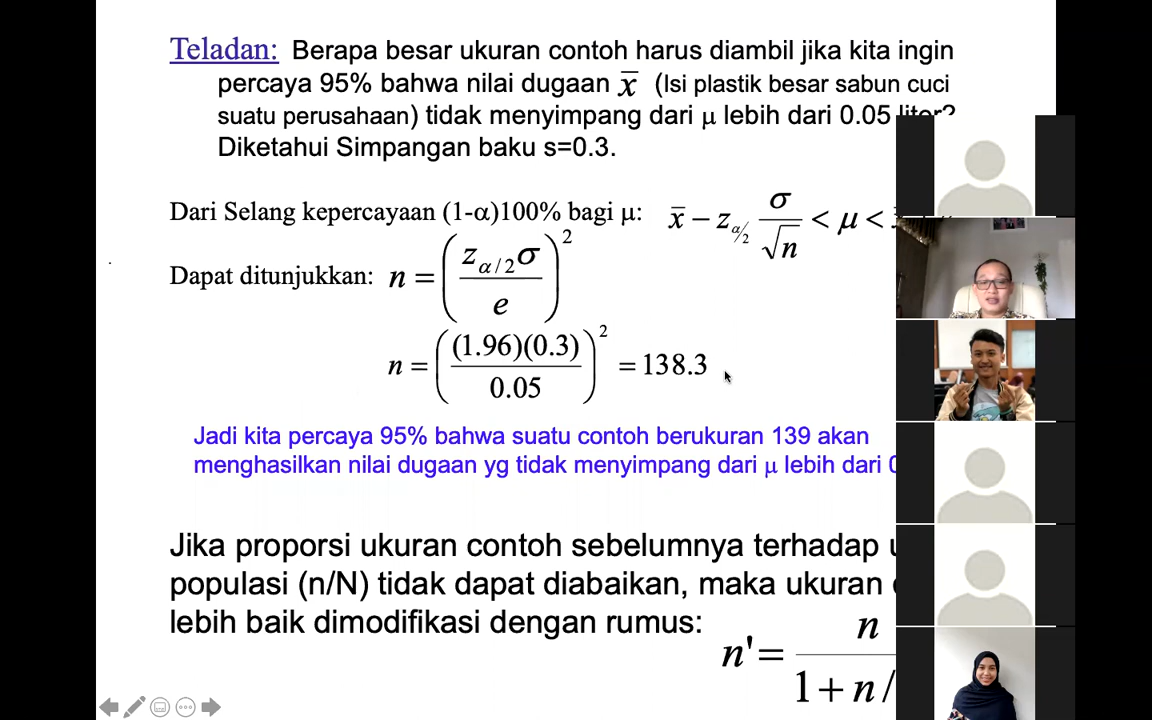 Teladan: Berapa besar ukuran contoh harus diambil jika kita ingin
percaya 95% bahwa nilai dugaan x̅ (Isi plastik besar sabun cuci
suatu perusahaan) tidak menyimpang dari μ lebih dari 0.05 liter?
Diketahui Simpangan baku s=0.3.
Dari Selang kepercayaan (1-α)100% bagi μ: x̅ − z_{α/2} σ/√n < μ <
Dapat ditunjukkan: n = (z_{α/2}σ / e)²
n = ((1.96)(0.3) / 0.05)² = 138.3
Jadi kita percaya 95% bahwa suatu contoh berukuran 139 akan
menghasilkan nilai dugaan yg tidak menyimpang dari μ lebih dari
Jika proporsi ukuran contoh sebelumnya terhadap
populasi (n/N) tidak dapat diabaikan, maka ukuran
lebih baik dimodifikasi dengan rumus:
n' = n / 1 + n /